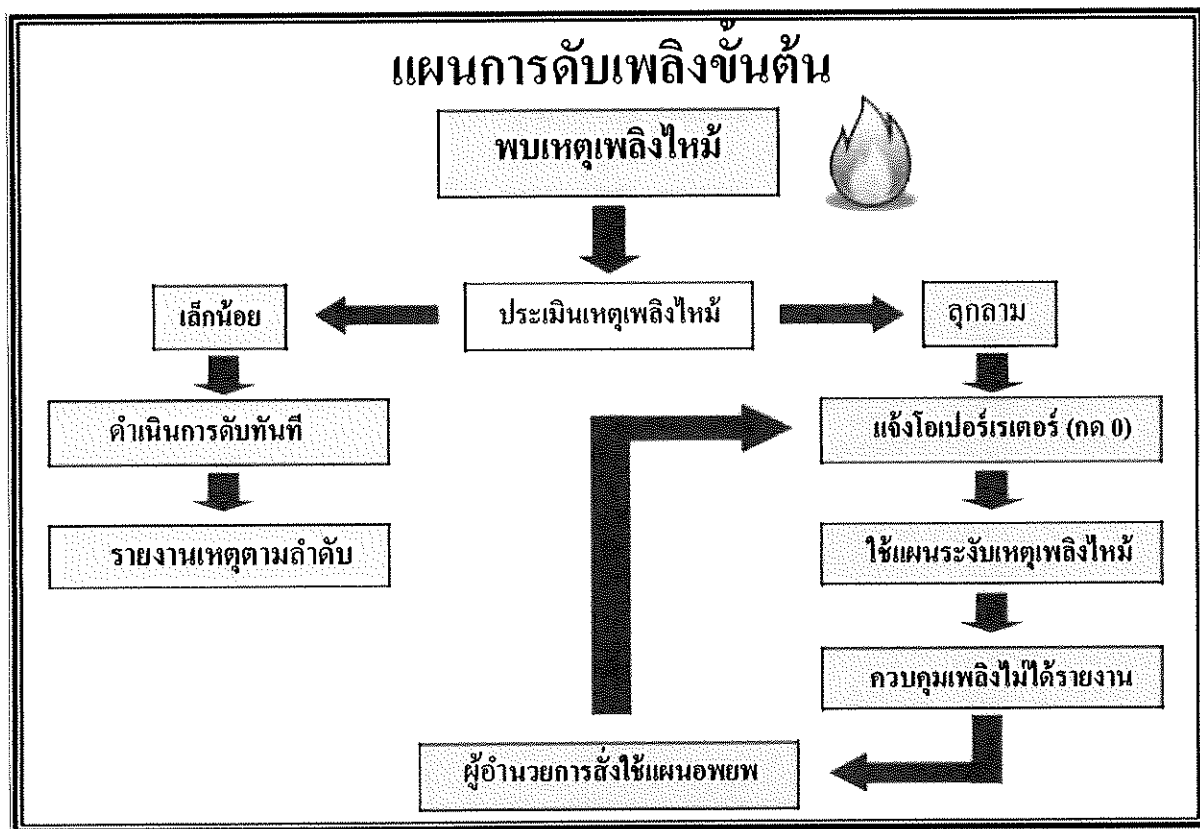 แผนการดับเพลิงขั้นต้น
พบเหตุเพลิงไหม้
เล็กน้อย
ประเมินเหตุเพลิงไหม้
ลุกลาม
ดำเนินการดับทันที
แจ้งโอเปอร์เรเตอร์ (กด 0)
รายงานเหตุตามลำดับ
ใช้แผนระงับเหตุเพลิงไหม้
ควบคุมเพลิงไม่ได้รายงาน
ผู้อำนวยการสั่งใช้แผนอพยพ